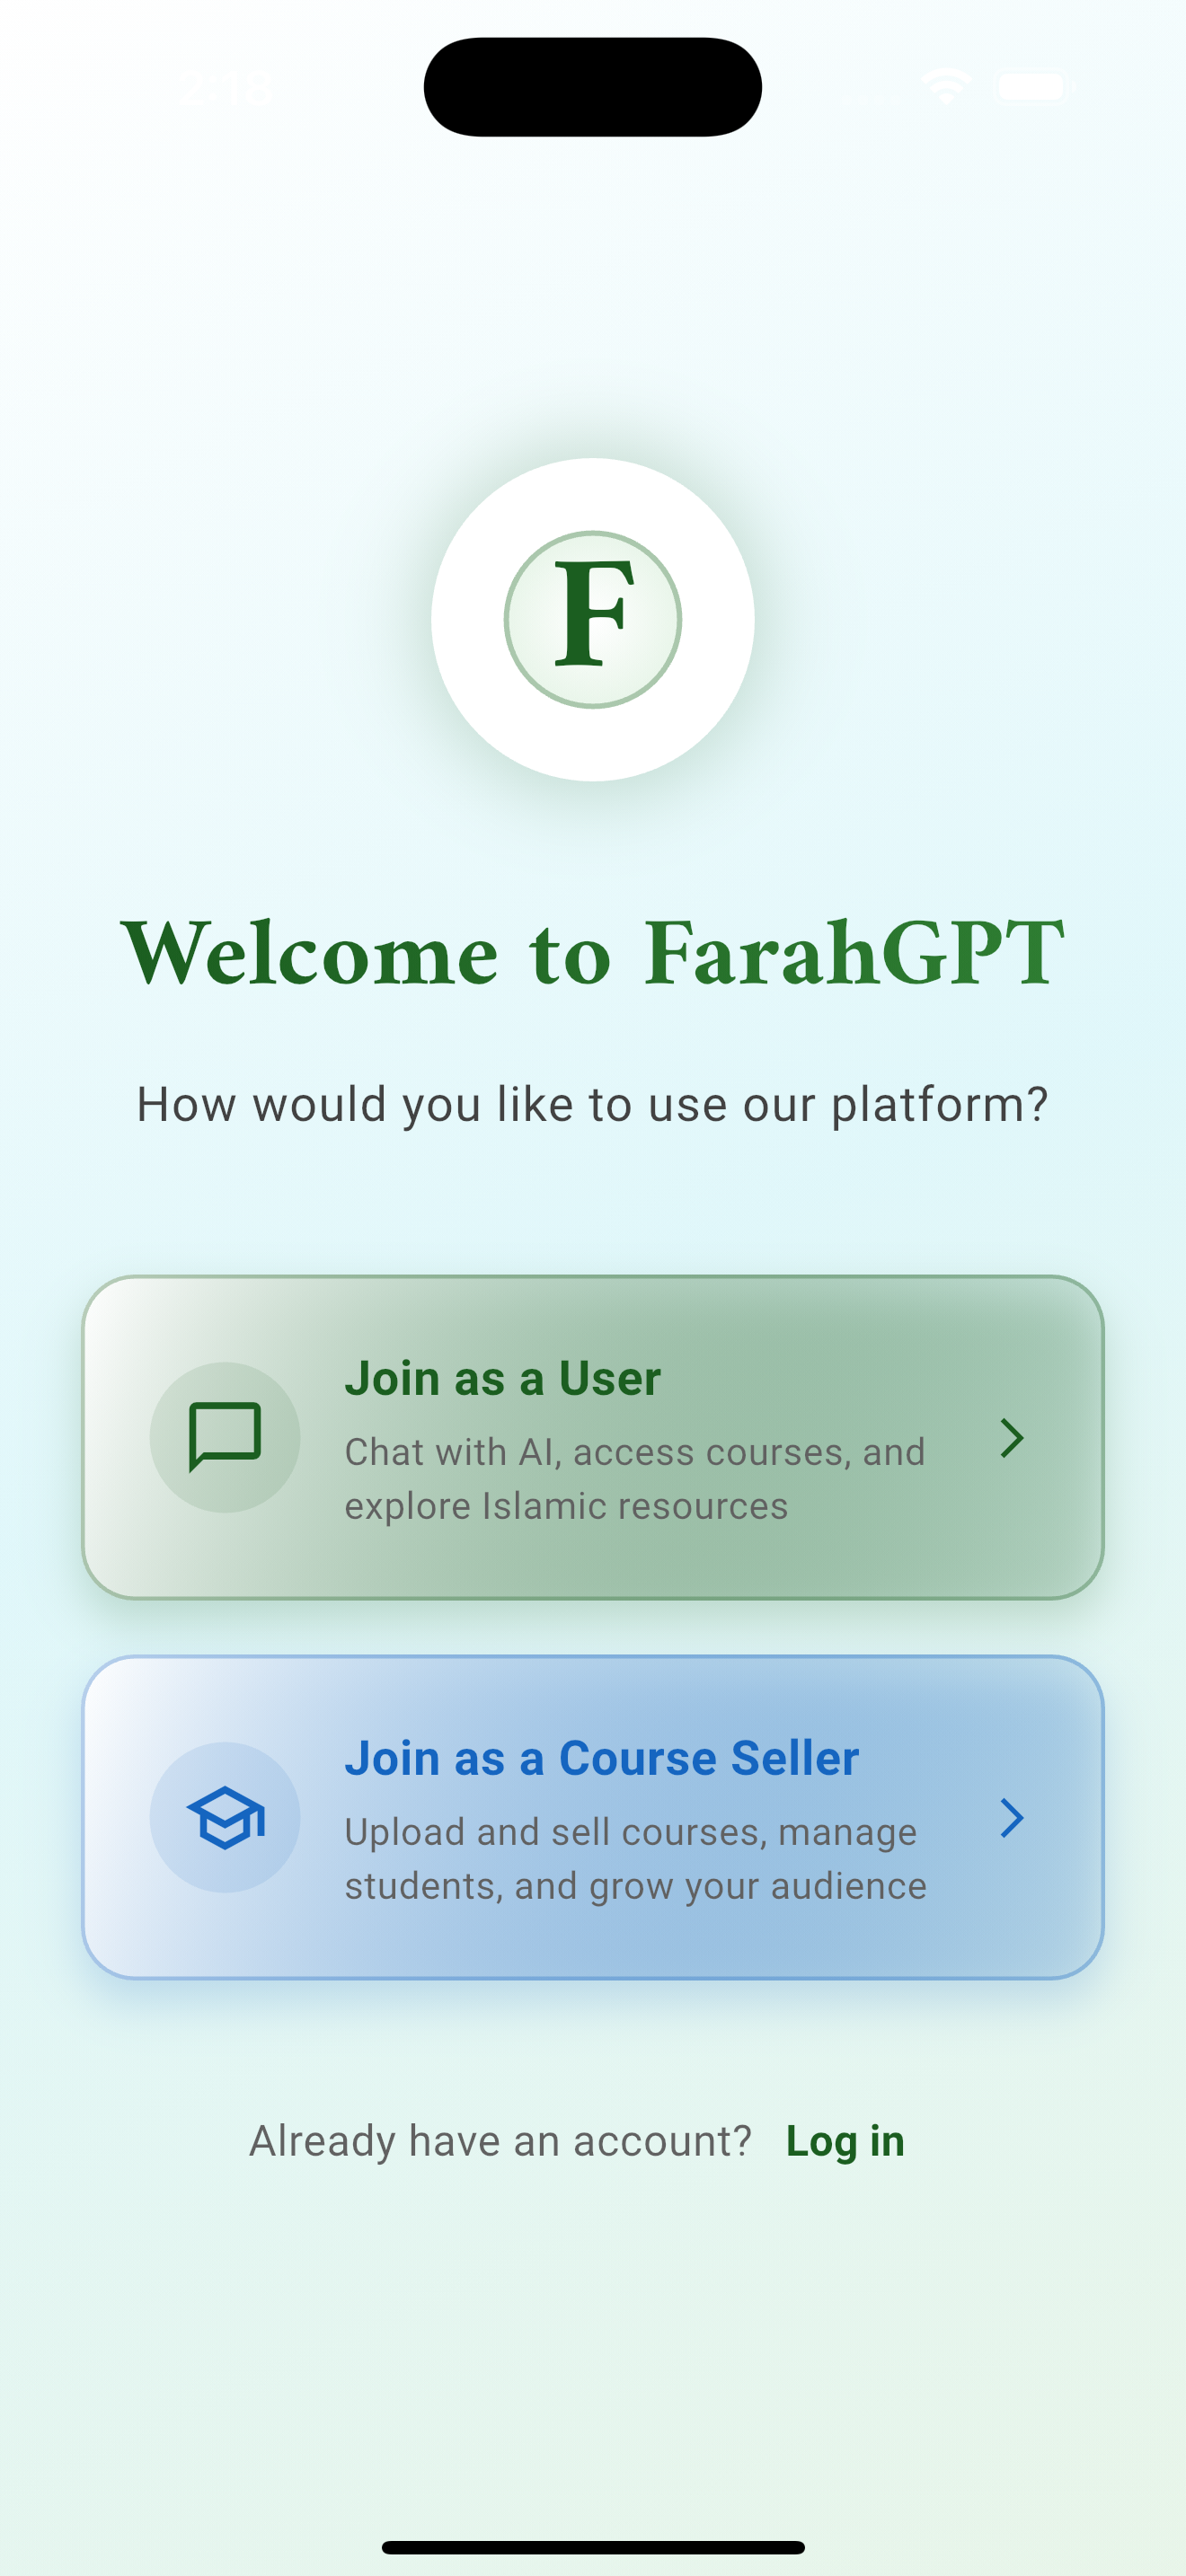 2:18
F
Welcome to FarahGPT
How would you like to use our platform?
Join as a User
Chat with AI, access courses, and
explore Islamic resources
Join as a Course Seller
Upload and sell courses, manage
students, and grow your audience
Already have an account? Log in